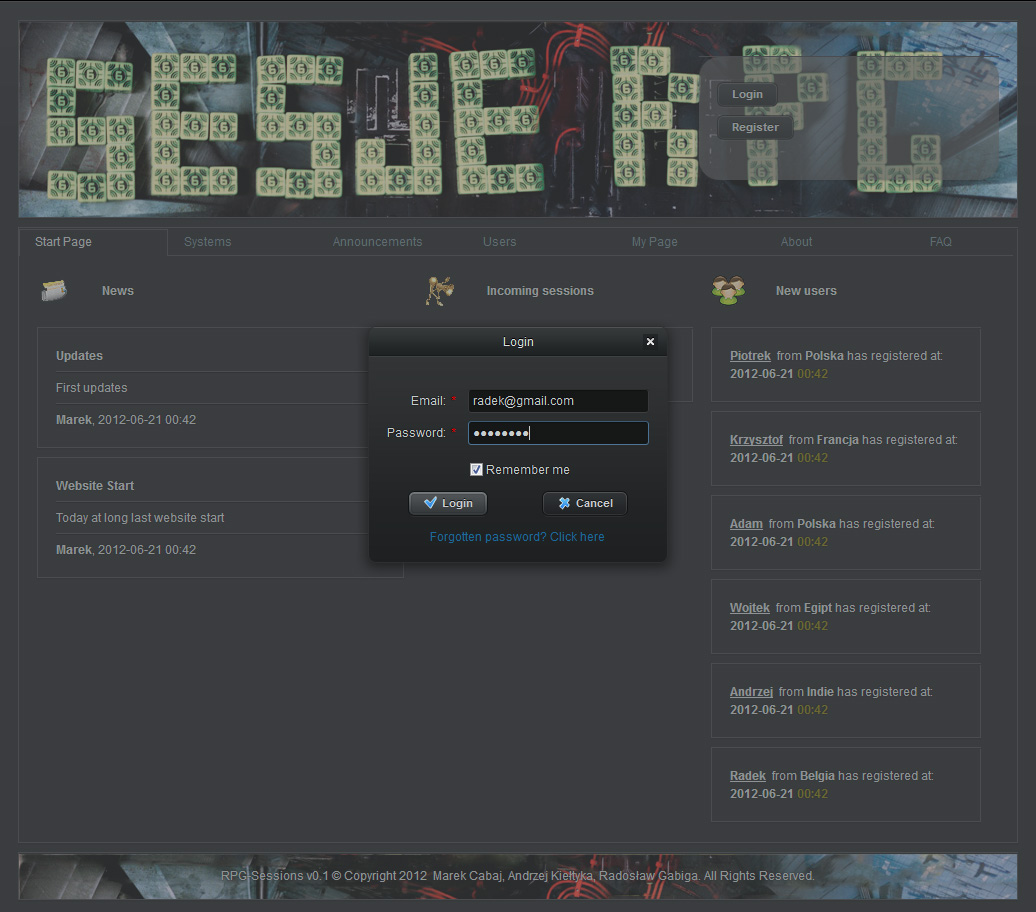 SESJE RPG
Login
Register
Start Page
Systems
Announcements
Users
My Page
About
FAQ
News
Incoming sessions
New users
Updates
First updates
Marek, 2012-06-21 00:42
Website Start
Today at long last website start
Marek, 2012-06-21 00:42
Login
Email: *
radek@gmail.com
Password: *
••••••••
Remember me
Login
Cancel
Forgotten password? Click here
Piotrek from Polska has registered at:
2012-06-21 00:42
Krzysztof from Francja has registered at:
2012-06-21 00:42
Adam from Polska has registered at:
2012-06-21 00:42
Wojtek from Egipt has registered at:
2012-06-21 00:42
Andrzej from Indie has registered at:
2012-06-21 00:42
Radek from Belgia has registered at:
2012-06-21 00:42
RPG-Sessions v0.1 © Copyright 2012 Marek Cabaj, Andrzej Kiełtyka, Radosław Gabiga. All Rights Reserved.